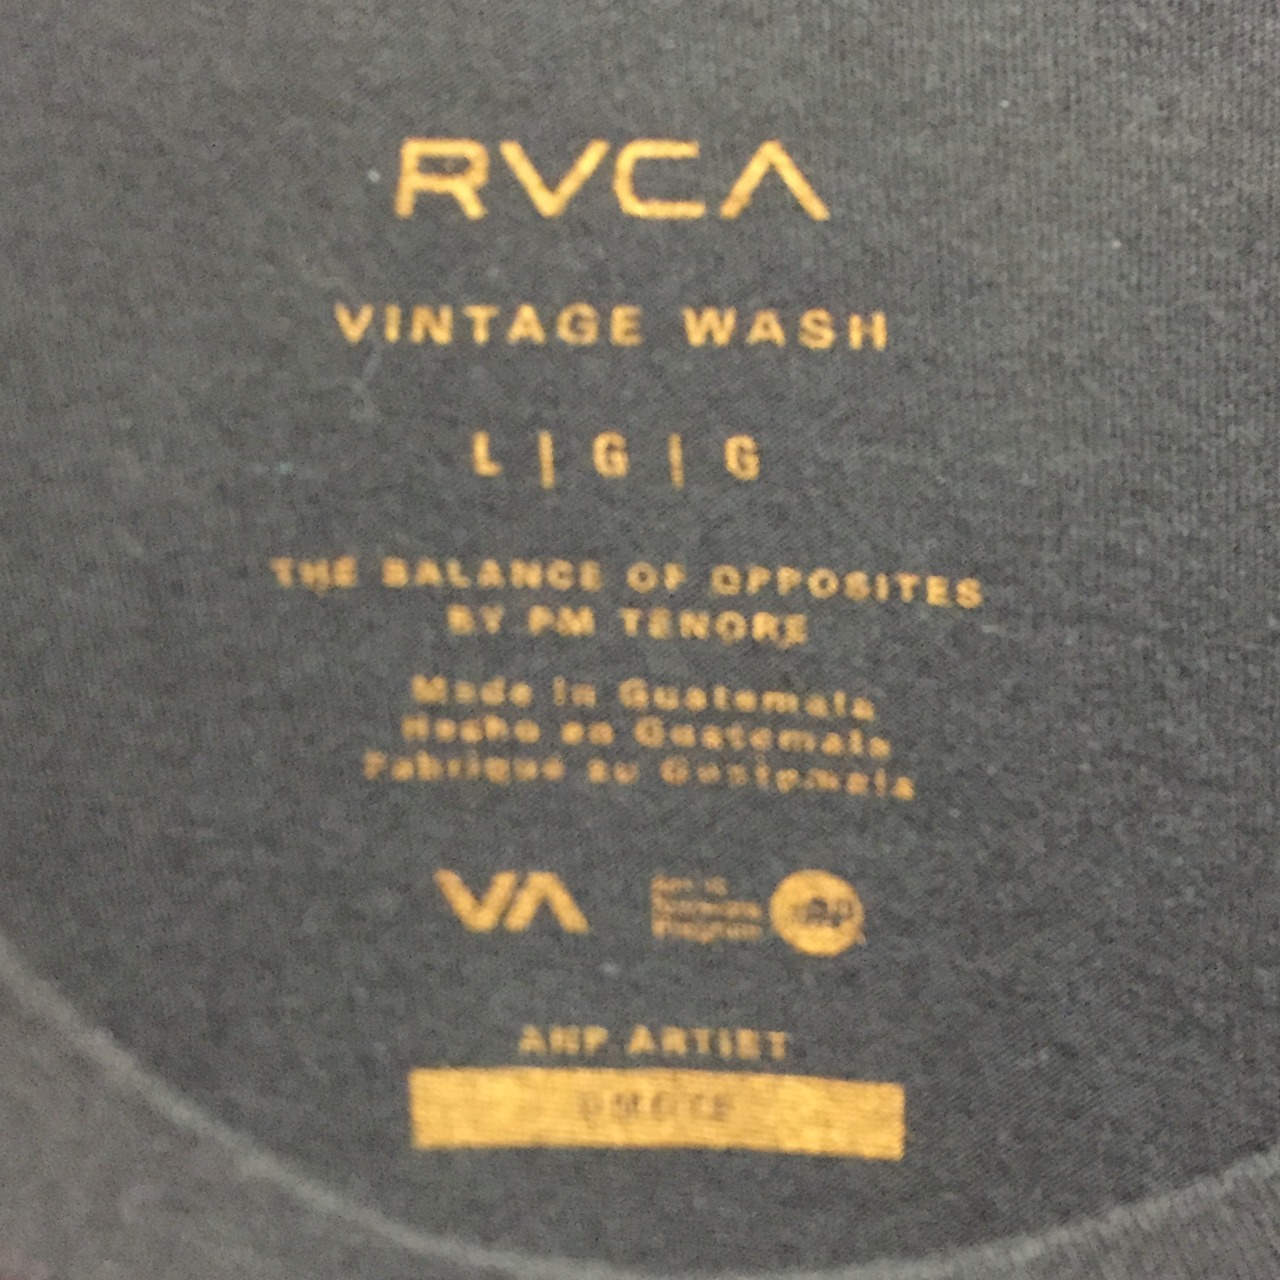 RVCA
VINTAGE WASH
L | G | G
THE BALANCE OF OPPOSITES
BY PM TENORE
Made in Guatemala
Hecho en Guatemala
Fabriqué au Guatemala
VA
ANP
ANP ARTIST